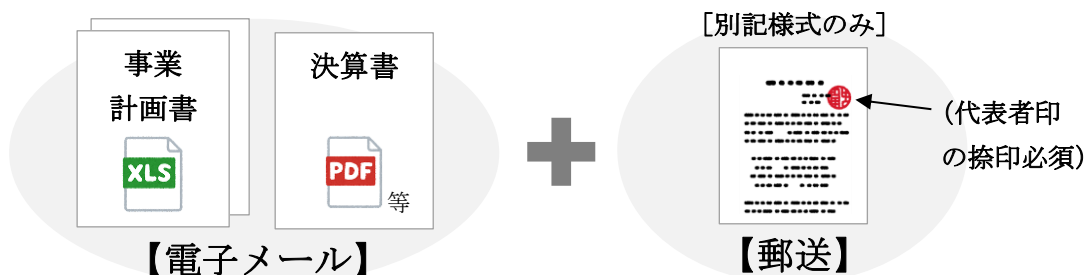 事業
計画書
XLS
決算書
PDF
等
【電子メール】
[別記様式のみ]
(代表者印
の捺印必須)
【郵送】